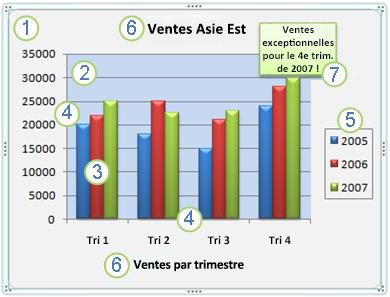 1
6 Ventes Asie Est
Ventes
exceptionnelles
pour le 4e trim.
de 2007 !
7
35000
30000
25000
20000
15000
10000
5000
0
2
4
3
4
5
2005
2006
2007
Tri 1 Tri 2 Tri 3 Tri 4
6 Ventes par trimestre